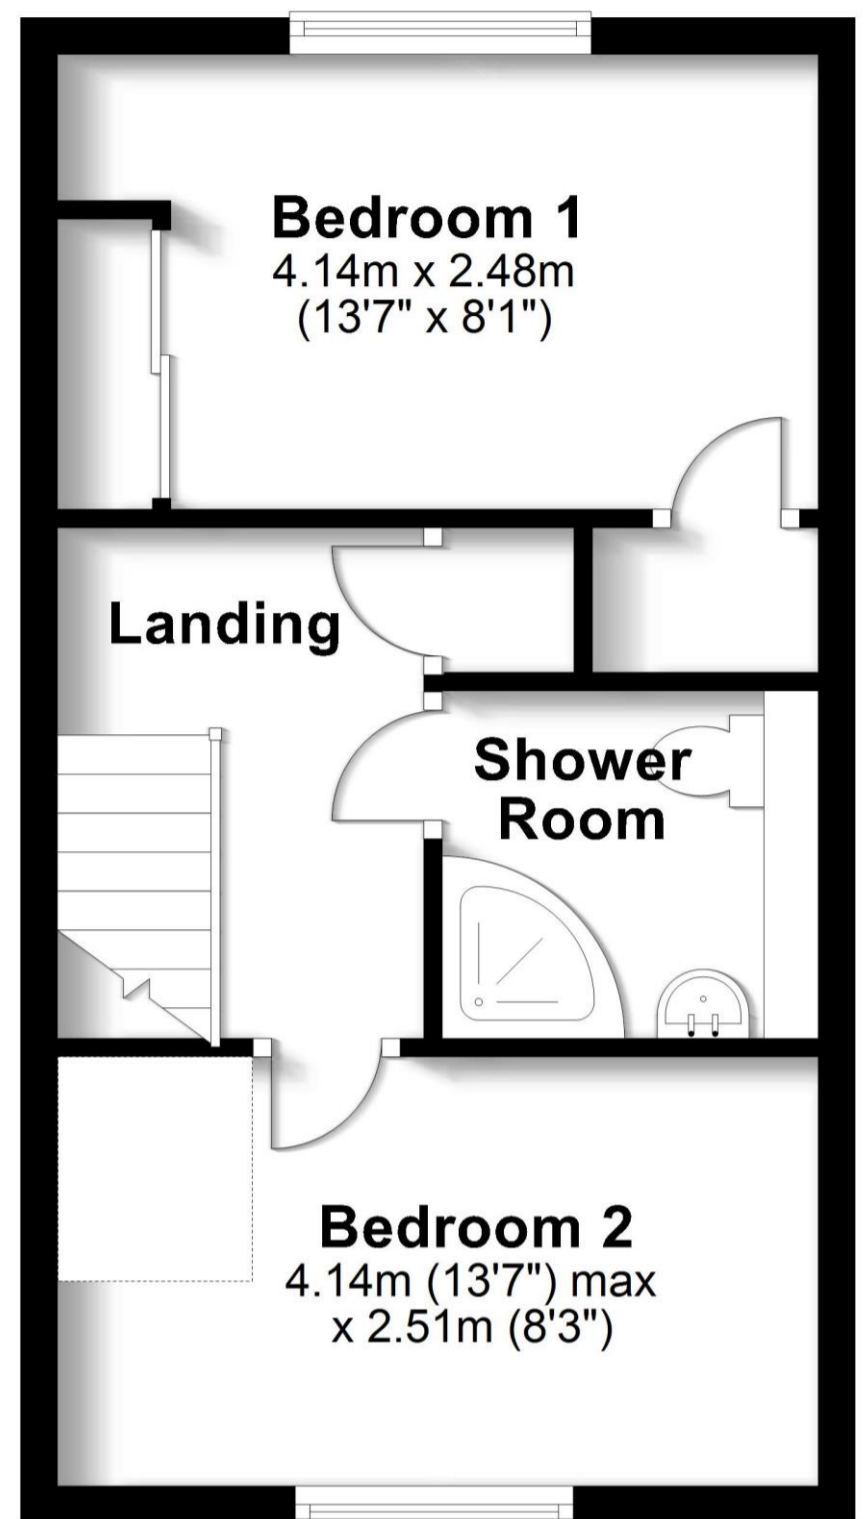 Bedroom 1
4.14m x 2.48m
(13'7" x 8'1")
Landing
Shower
Room
Bedroom 2
4.14m (13'7") max
x 2.51m (8'3")